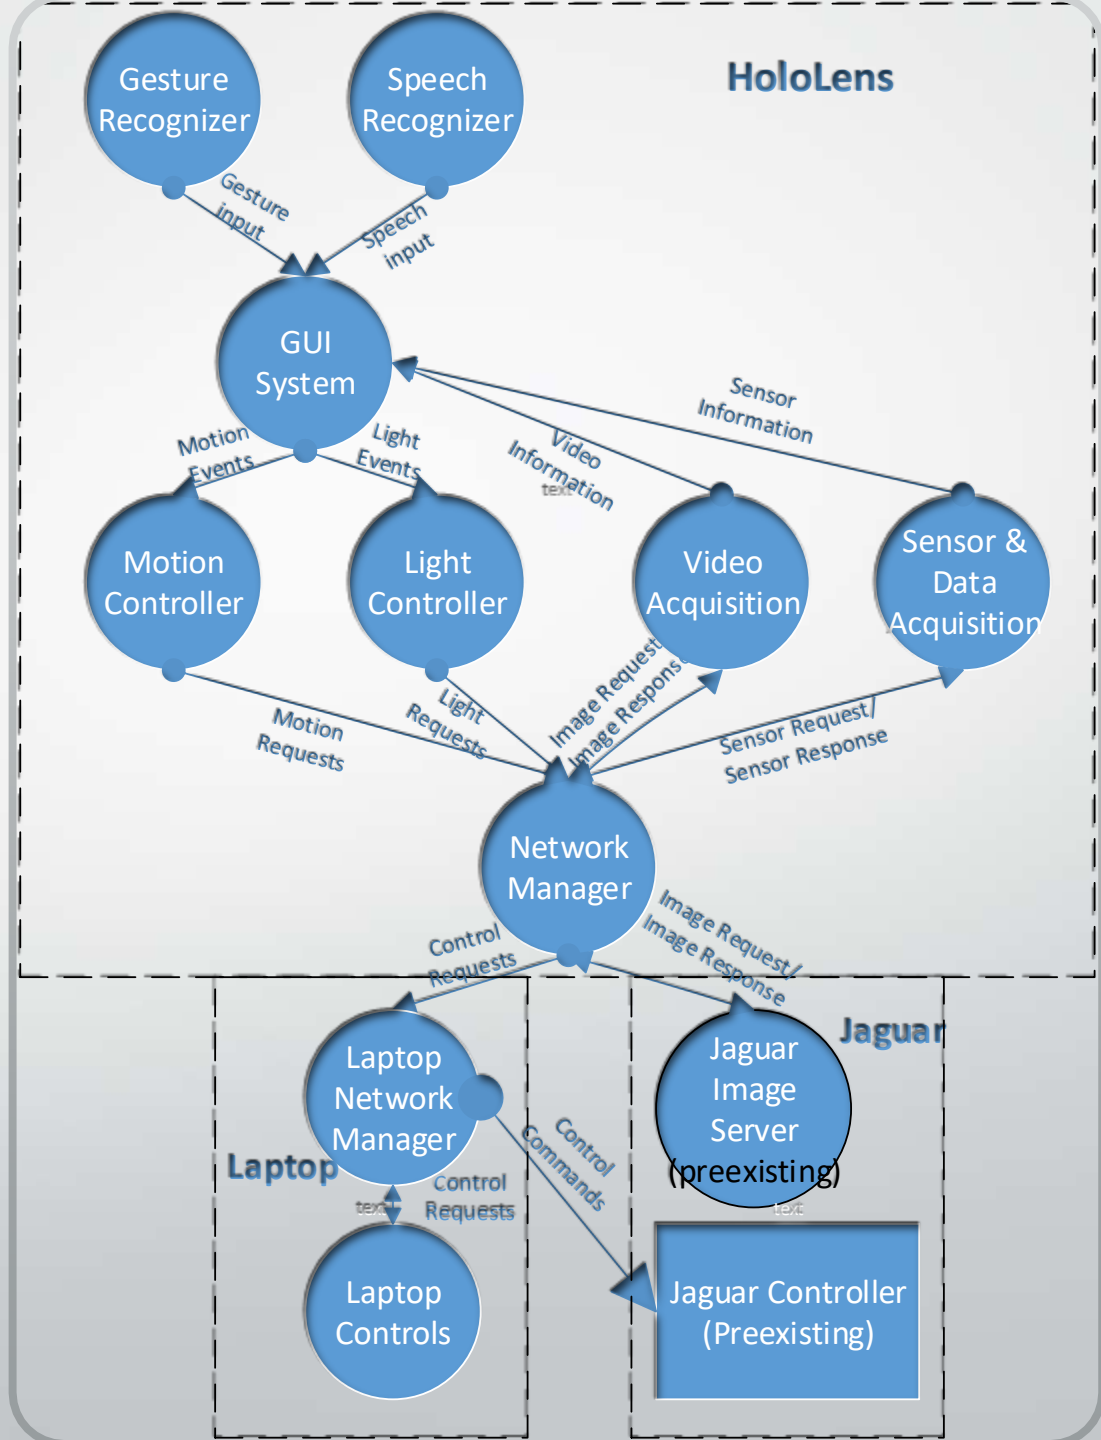 Gesture
Recognizer
Speech
Recognizer
HoloLens
Gesture
input
Speech
input
GUI
System
Sensor
Information
Motion
Events
Light
Events
Video
Information
text
Motion
Controller
Light
Controller
Video
Acquisition
Sensor &
Data
Acquisition
Motion
Requests
Light
Requests
Image Request/
Image Response
Sensor Request/
Sensor Response
Network
Manager
Control
Requests
Image Request/
Image Response
Jaguar
Laptop
Network
Manager
Jaguar
Image
Server
(preexisting)
Laptop
Control
Commands
Control
Requests
text
text
Laptop
Controls
Jaguar Controller
(Preexisting)